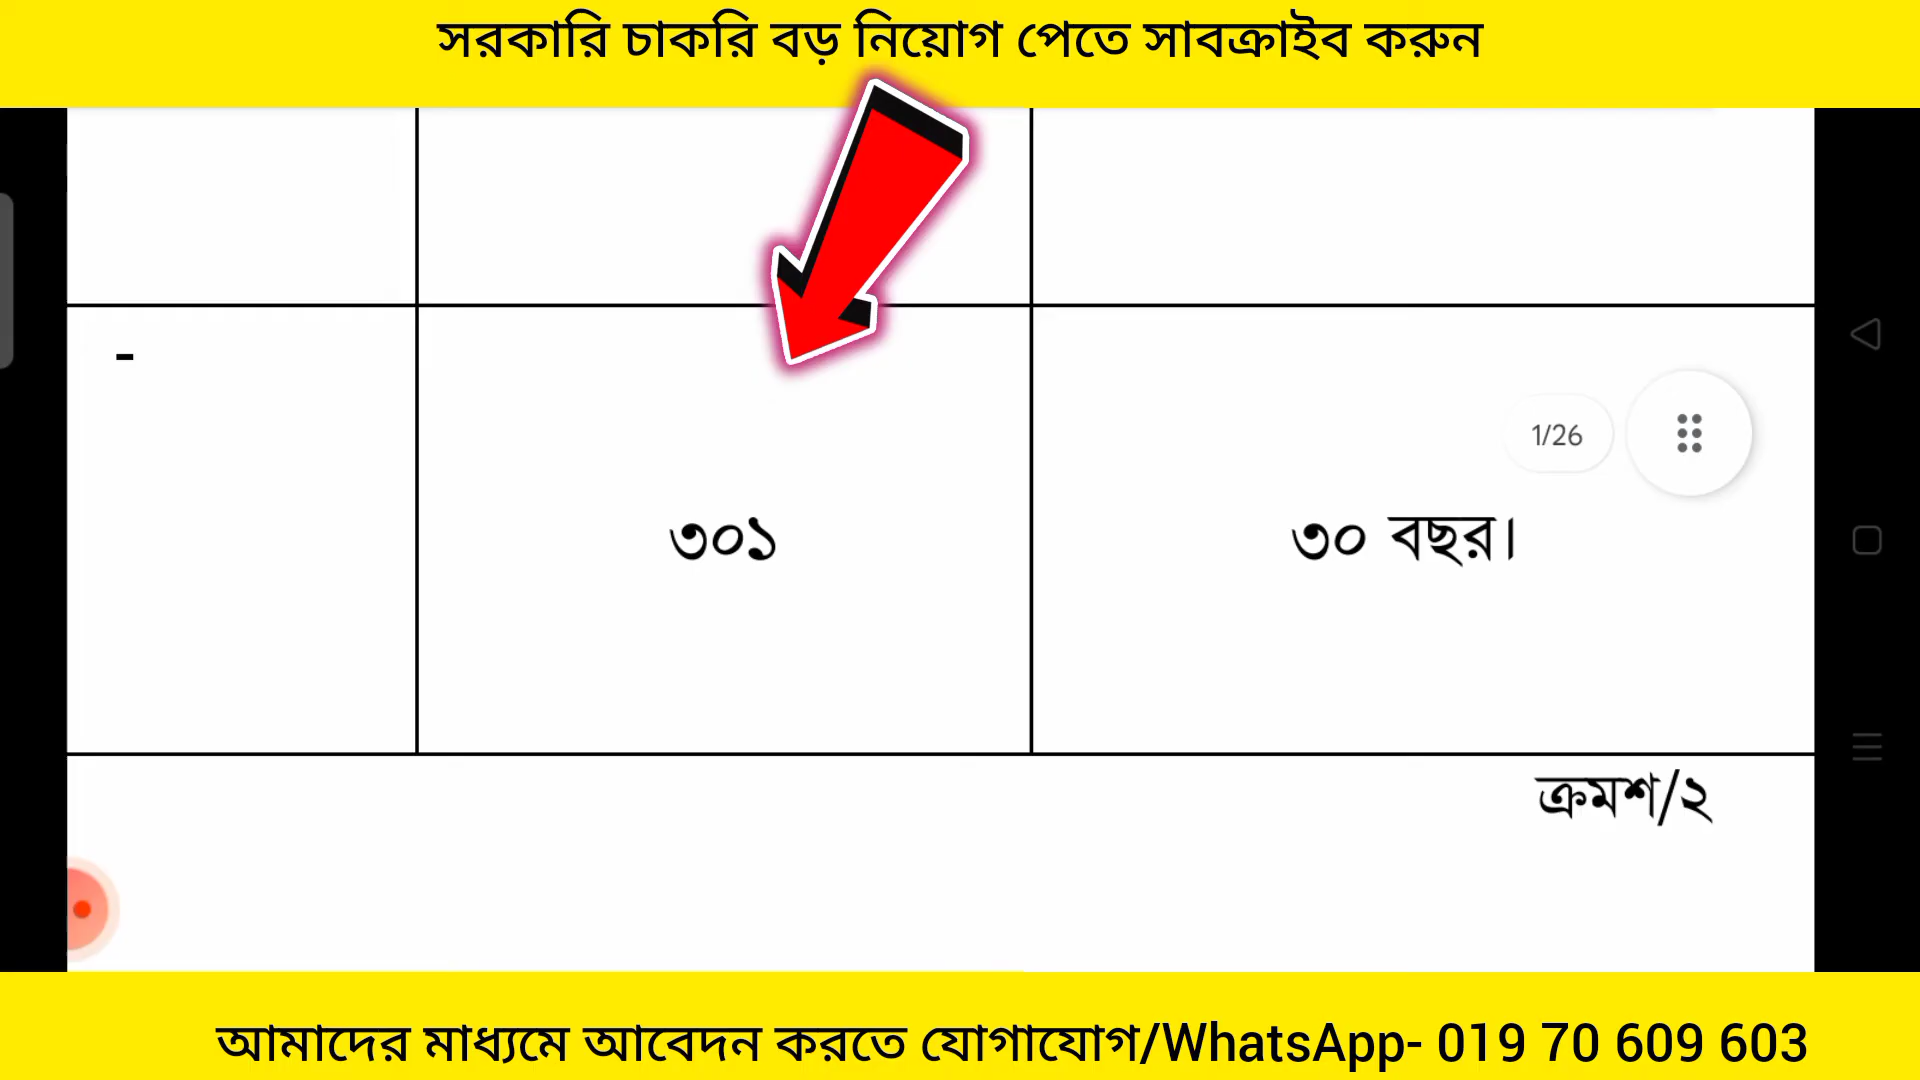 সরকারি চাকরি বড় নিয়োগ পেতে সাবক্রাইব করুন
-
1/26
৩০১
৩০ বছর।
ক্রমশ/২
আমাদের মাধ্যমে আবেদন করতে যোগাযোগ/WhatsApp- 019 70 609 603